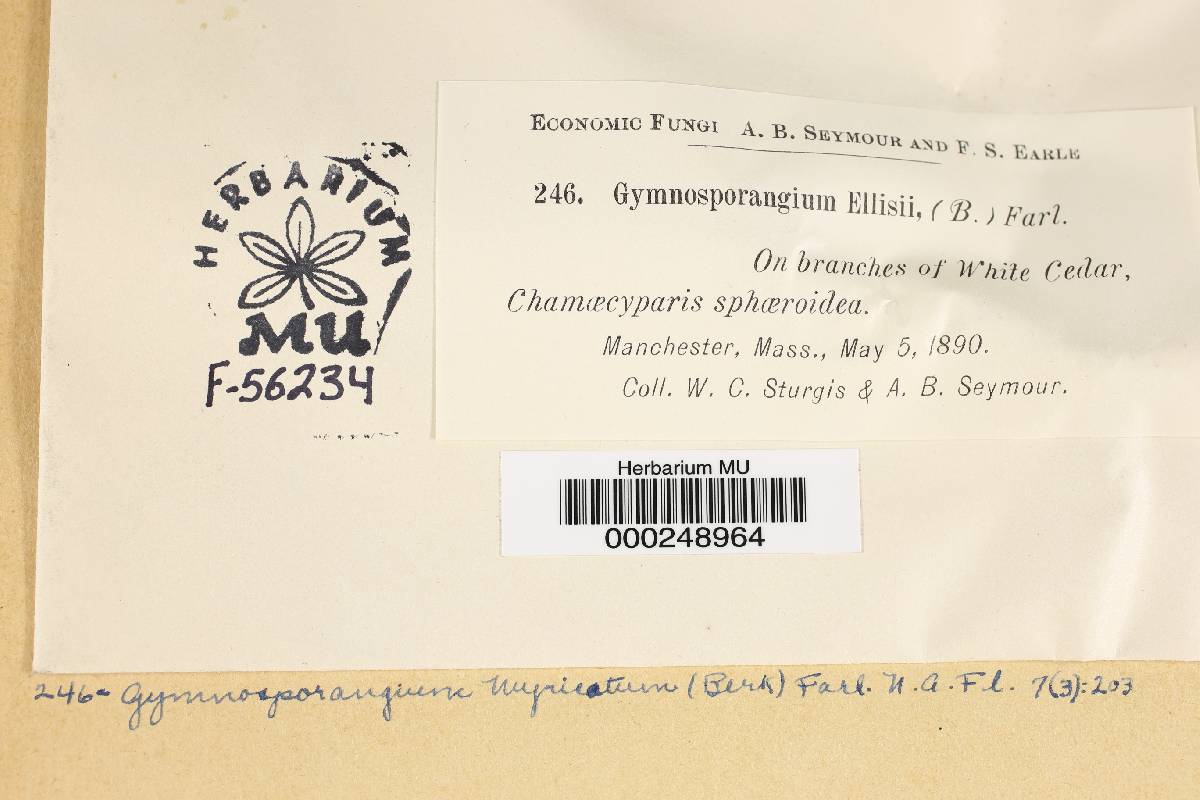 ECONOMIC FUNGI A. B. SEYMOUR AND F. S. EARLE
246. Gymnosporangium Ellisii, (B.) Farl.
On branches of White Cedar,
Chamæcyparis sphæroidea.
Manchester, Mass., May 5, 1890.
Coll. W. C. Sturgis & A. B. Seymour.
HERBARIUM
MU
F-56234
Herbarium MU
000248964
246- Gymnosporangium Myricatum (Berk) Farl. N.A.Fl. 7(3):203